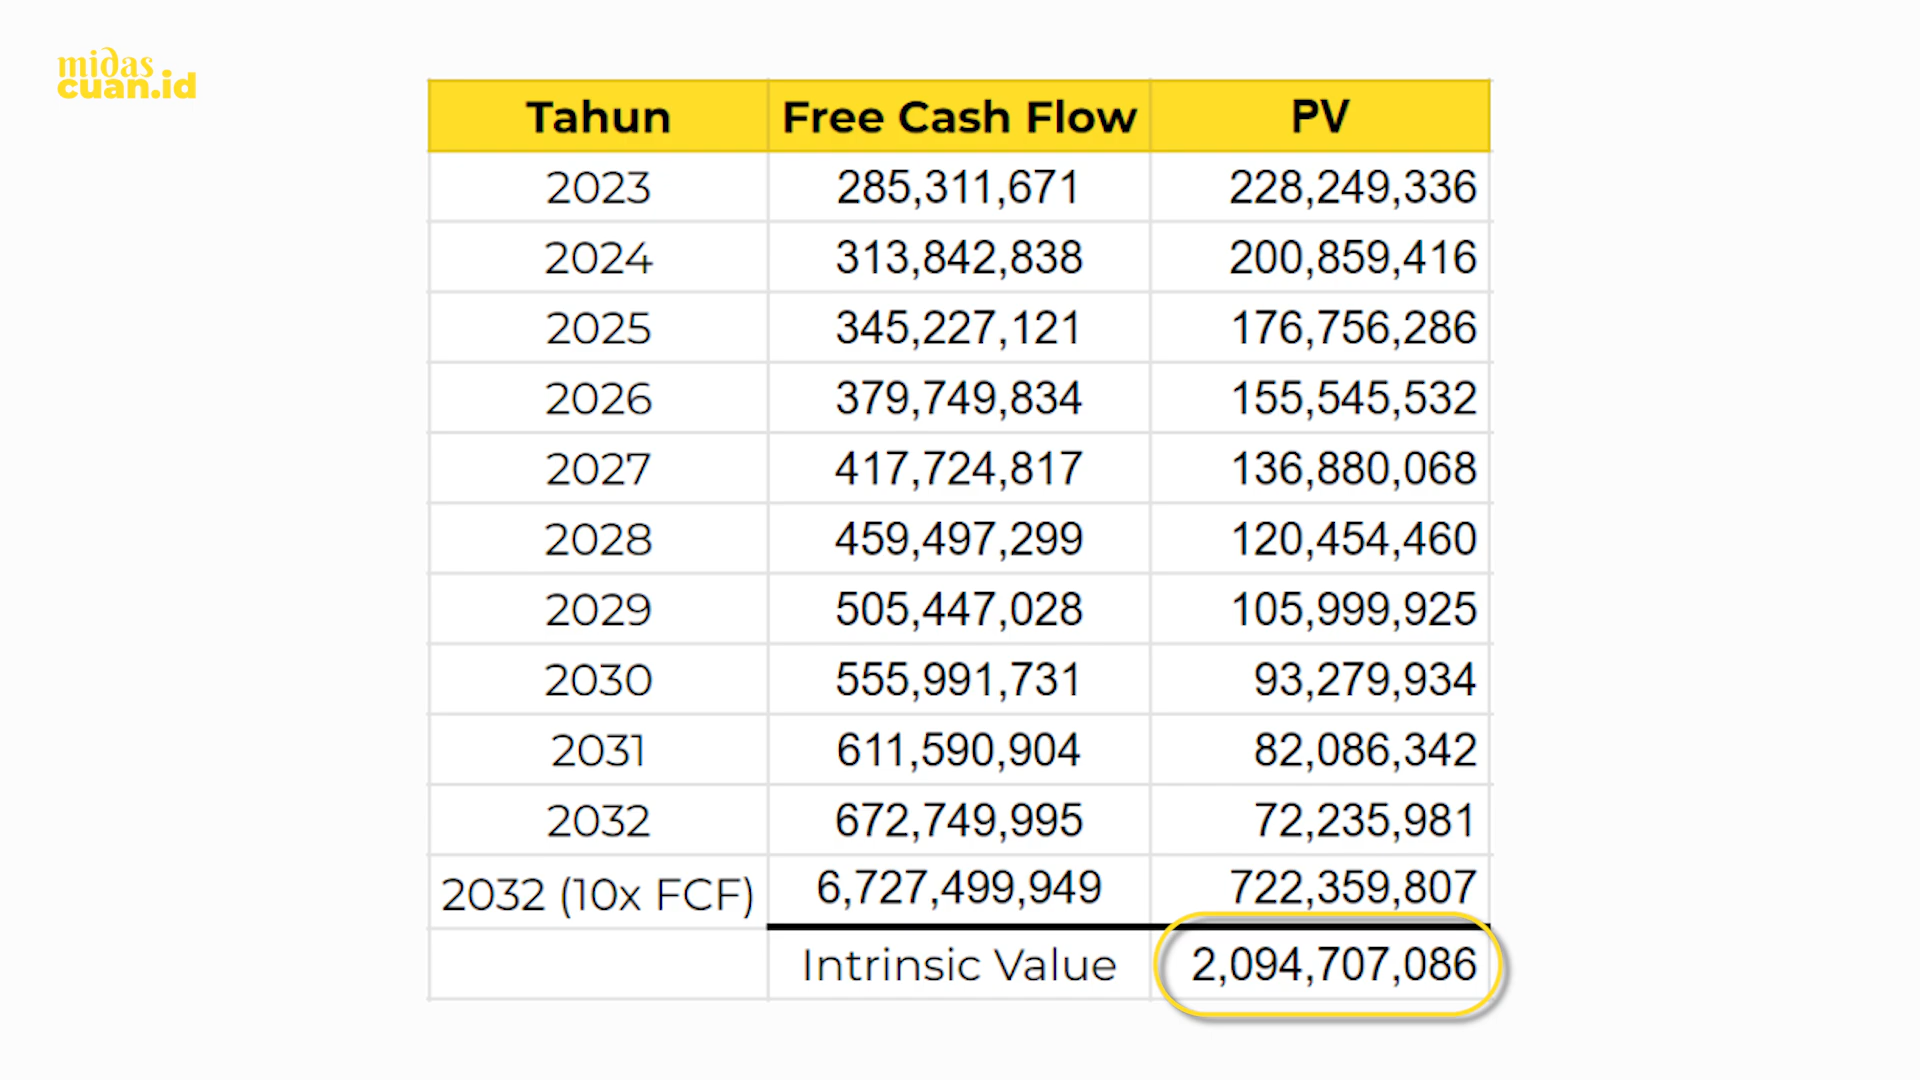 midas
cuan.id
Tahun Free Cash Flow PV
2023 285,311,671 228,249,336
2024 313,842,838 200,859,416
2025 345,227,121 176,756,286
2026 379,749,834 155,545,532
2027 417,724,817 136,880,068
2028 459,497,299 120,454,460
2029 505,447,028 105,999,925
2030 555,991,731 93,279,934
2031 611,590,904 82,086,342
2032 672,749,995 72,235,981
2032 (10x FCF) 6,727,499,949 722,359,807
Intrinsic Value 2,094,707,086